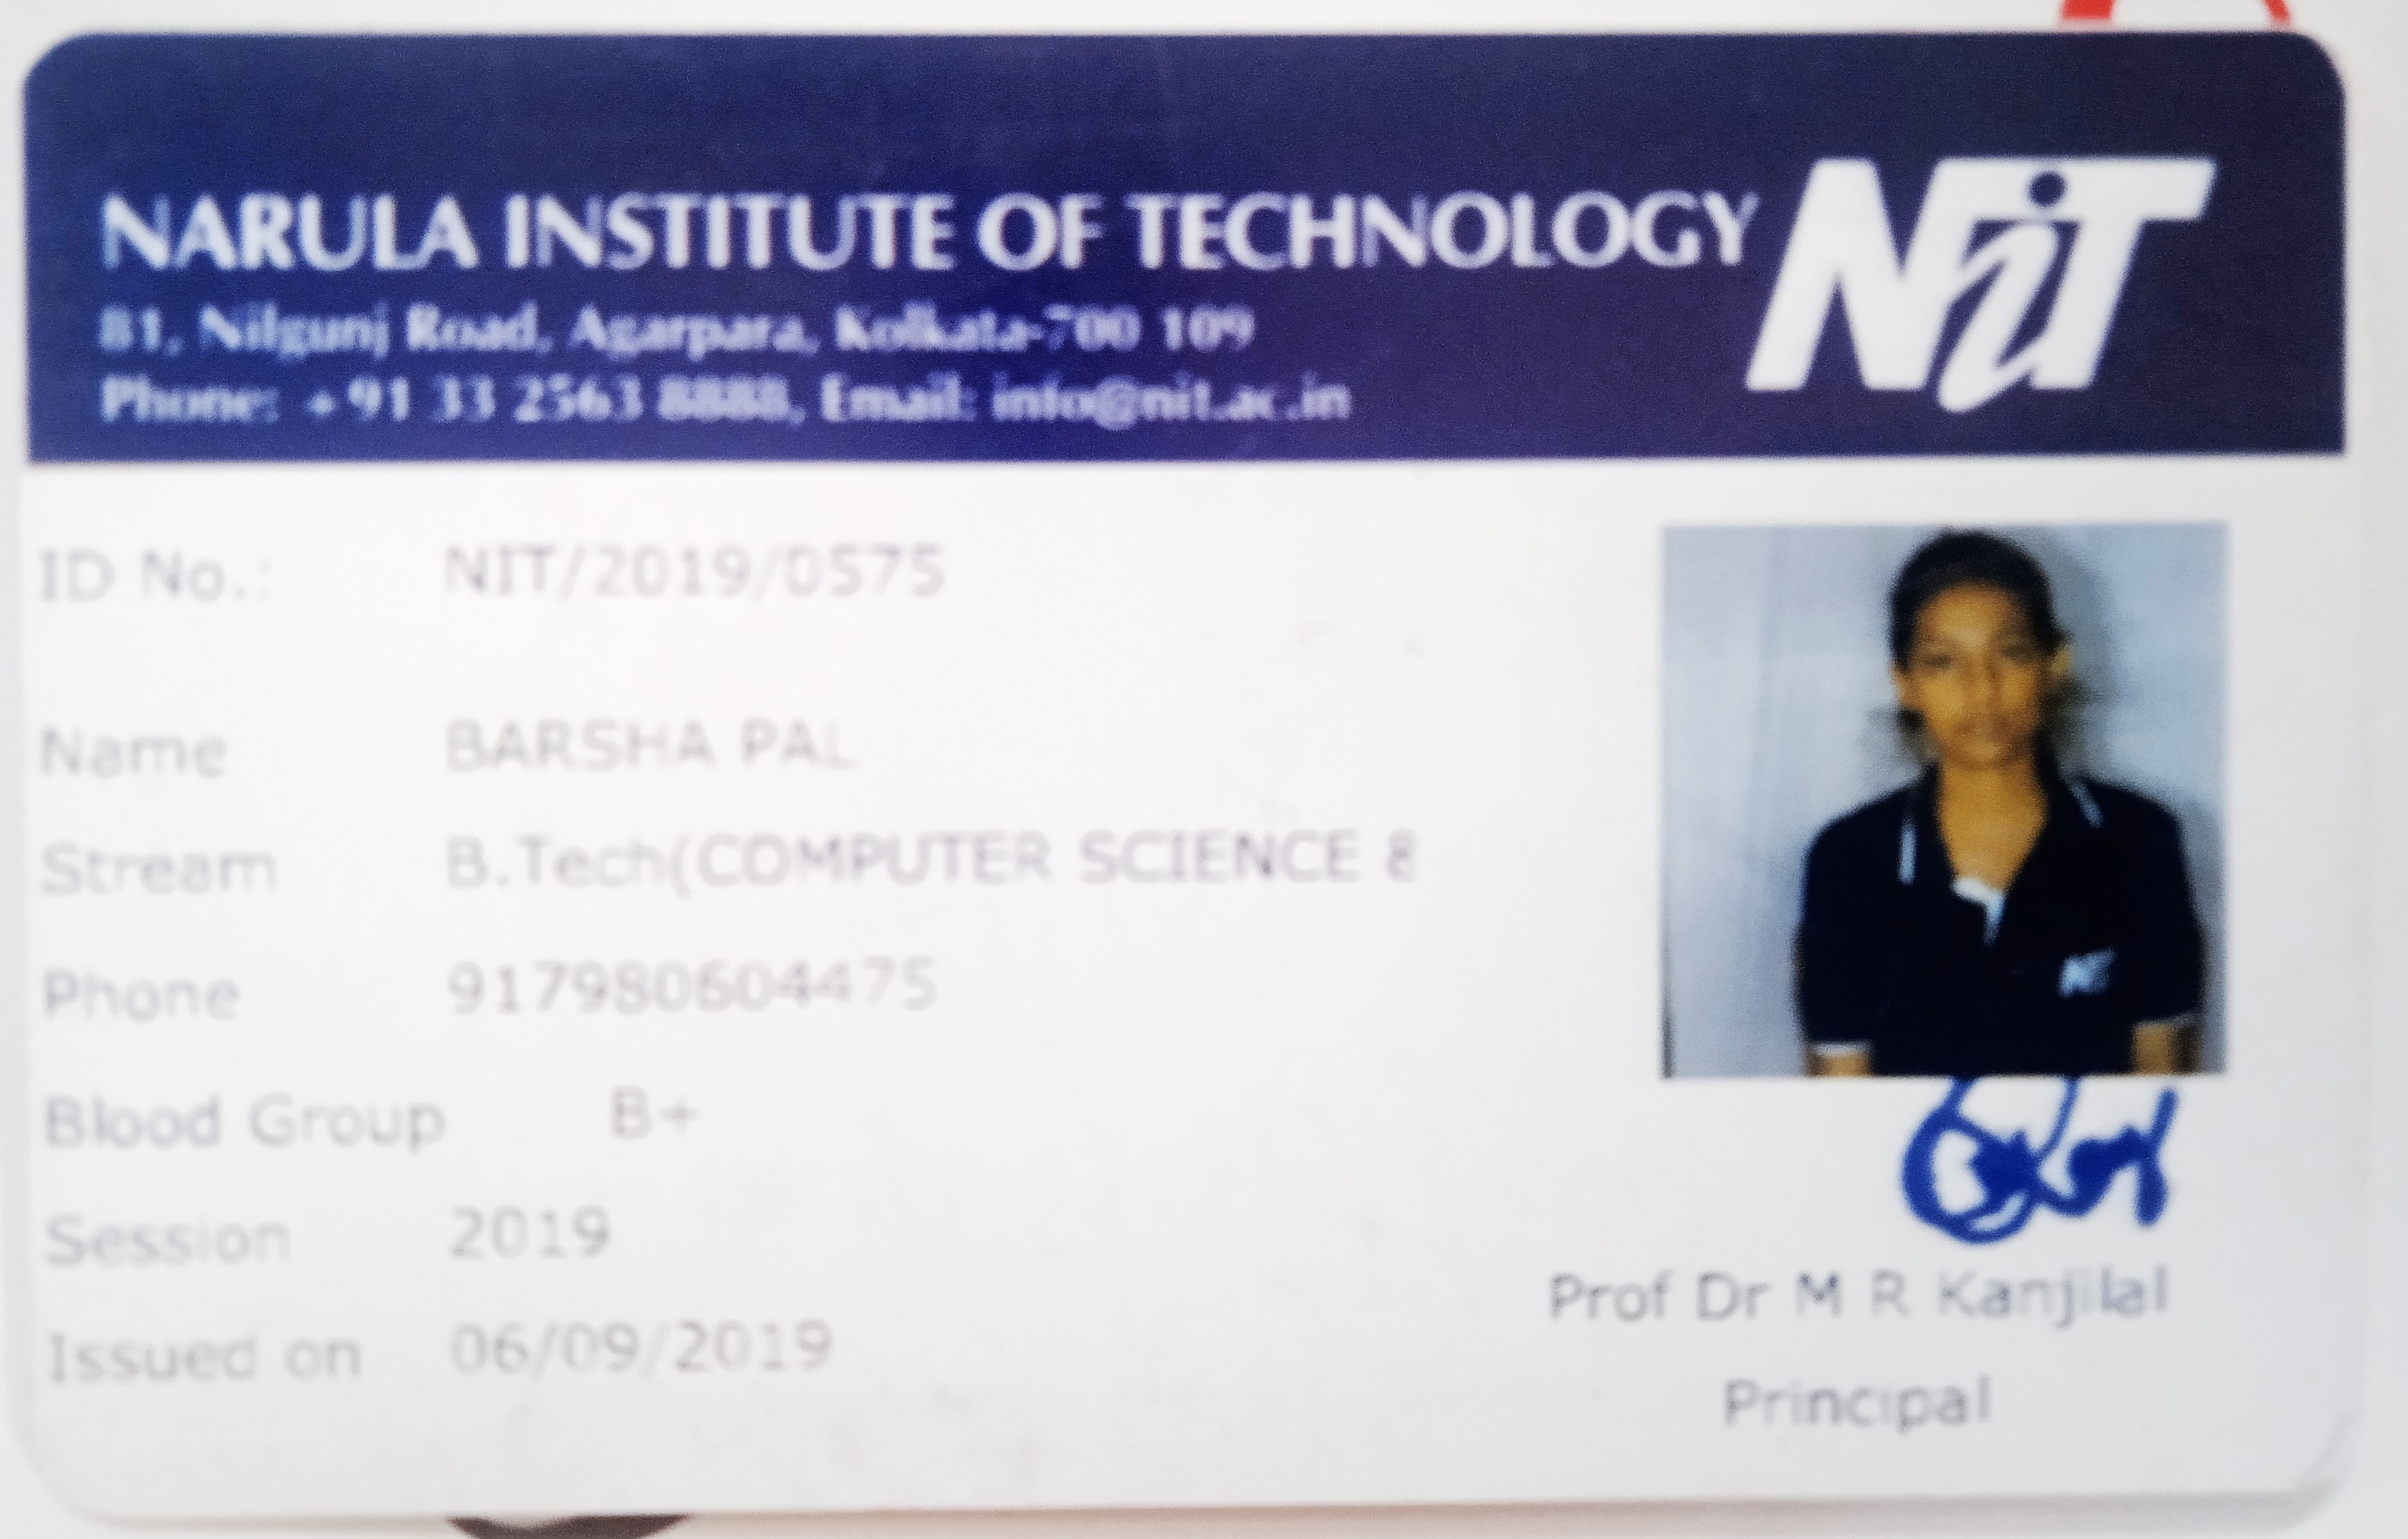 NARULA INSTITUTE OF TECHNOLOGY
NiT
81, Nilgunj Road, Agarpara, Kolkata-700 109
Phone: +91 33 2563 8888, Email: info@nit.ac.in
ID No.: NIT/2019/0575
Name BARSHA PAL
Stream B.Tech(COMPUTER SCIENCE &
Phone 917980604475
Blood Group B+
Session 2019
Issued on 06/09/2019
NiT
Prof Dr M R Kanjilal
Principal